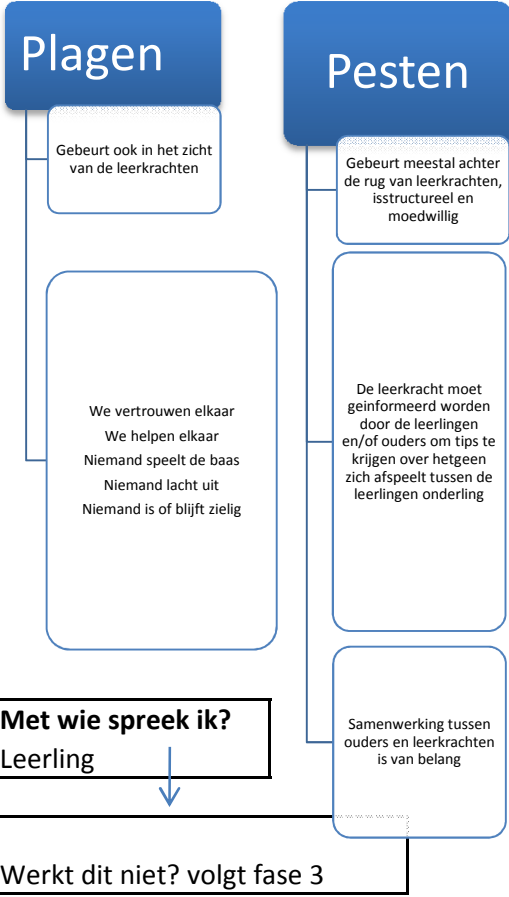 Plagen
Gebeurt ook in het zicht
van de leerkrachten
We vertrouwen elkaar
We helpen elkaar
Niemand speelt de baas
Niemand lacht uit
Niemand is of blijft zielig
Pesten
Gebeurt meestal achter
de rug van leerkrachten,
isstructureel en
moedwillig
De leerkracht moet
geinformeerd worden
door de leerlingen
en/of ouders om tips te
krijgen over hetgeen
zich afspeelt tussen de
leerlingen onderling
Samenwerking tussen
ouders en leerkrachten
is van belang
Met wie spreek ik?
Leerling
Werkt dit niet? volgt fase 3